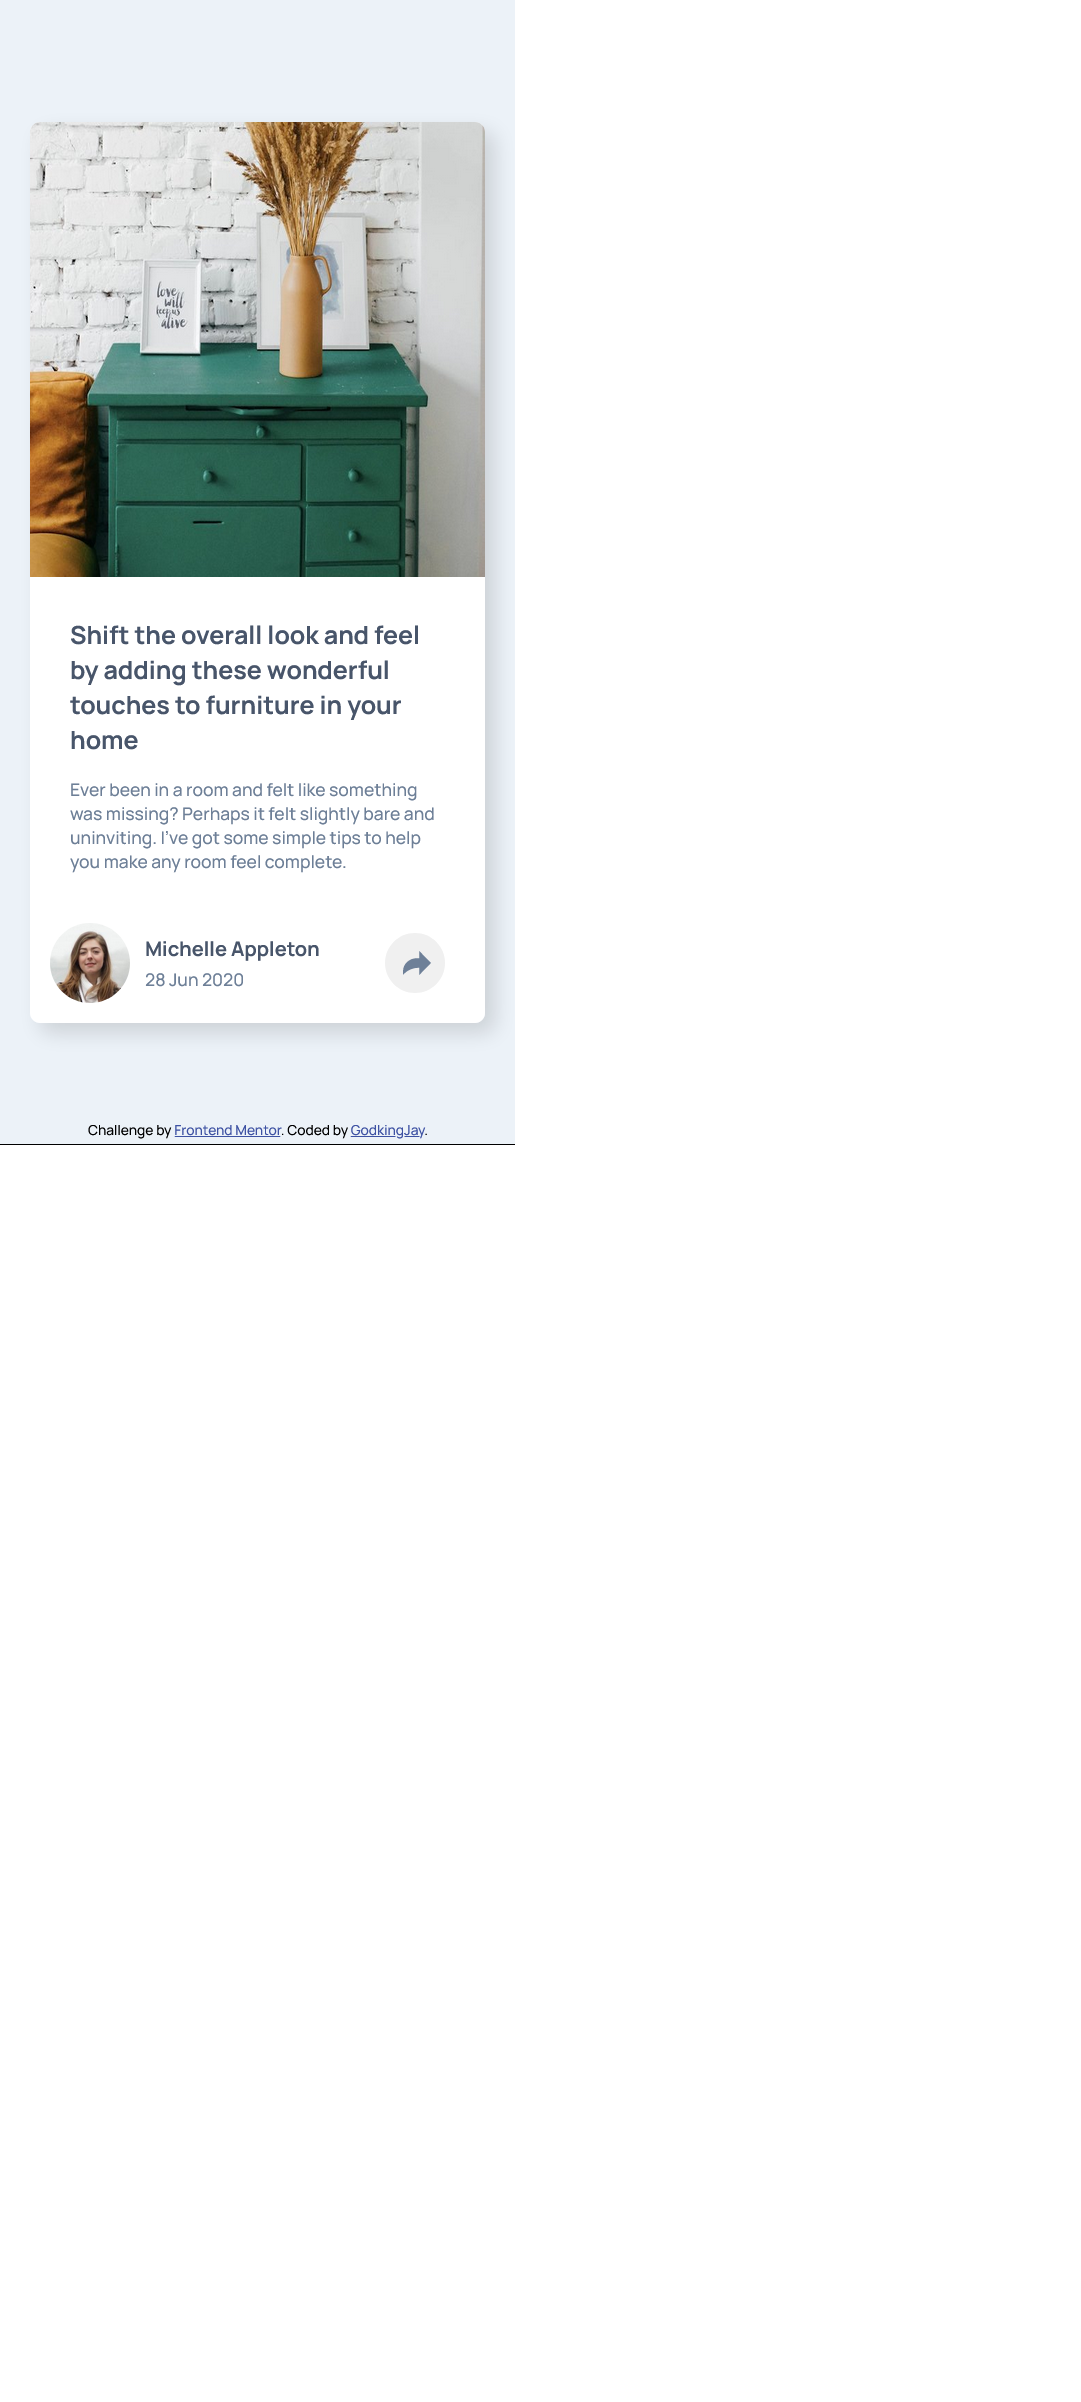 love
will
keep us
alive
Shift the overall look and feel
by adding these wonderful
touches to furniture in your
home
Ever been in a room and felt like something
was missing? Perhaps it felt slightly bare and
uninviting. I've got some simple tips to help
you make any room feel complete.
Michelle Appleton
28 Jun 2020
Challenge by Frontend Mentor. Coded by GodkingJay.